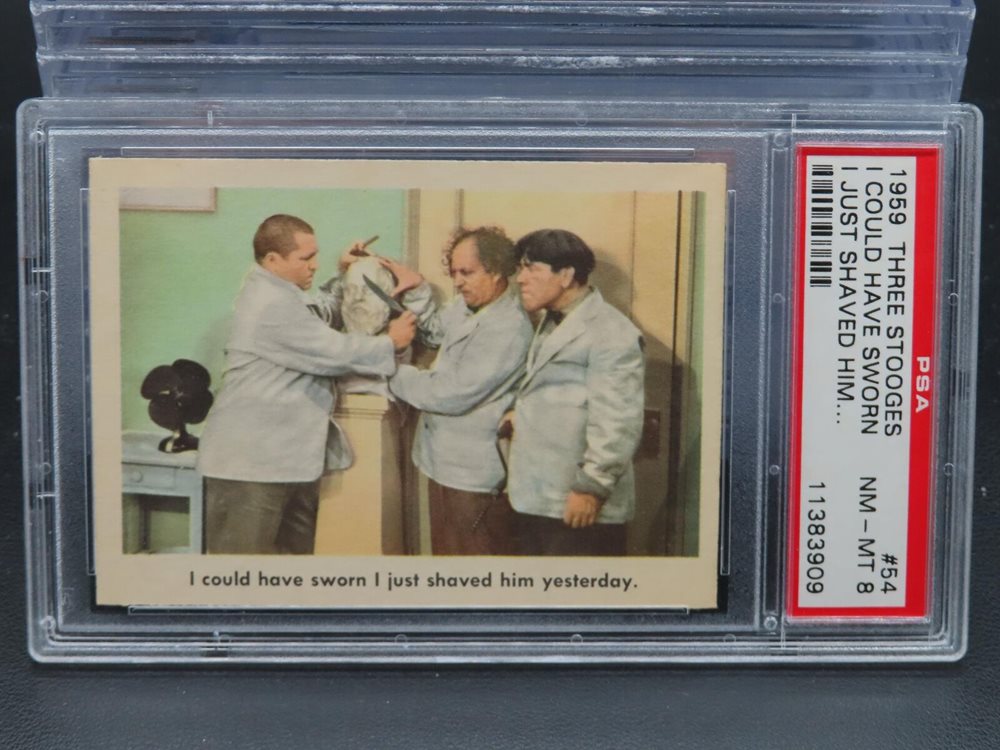 I could have sworn I just shaved him yesterday.
PSA
1959 THREE STOOGES #54
I COULD HAVE SWORN NM - MT 8
I JUST SHAVED HIM... 11383909